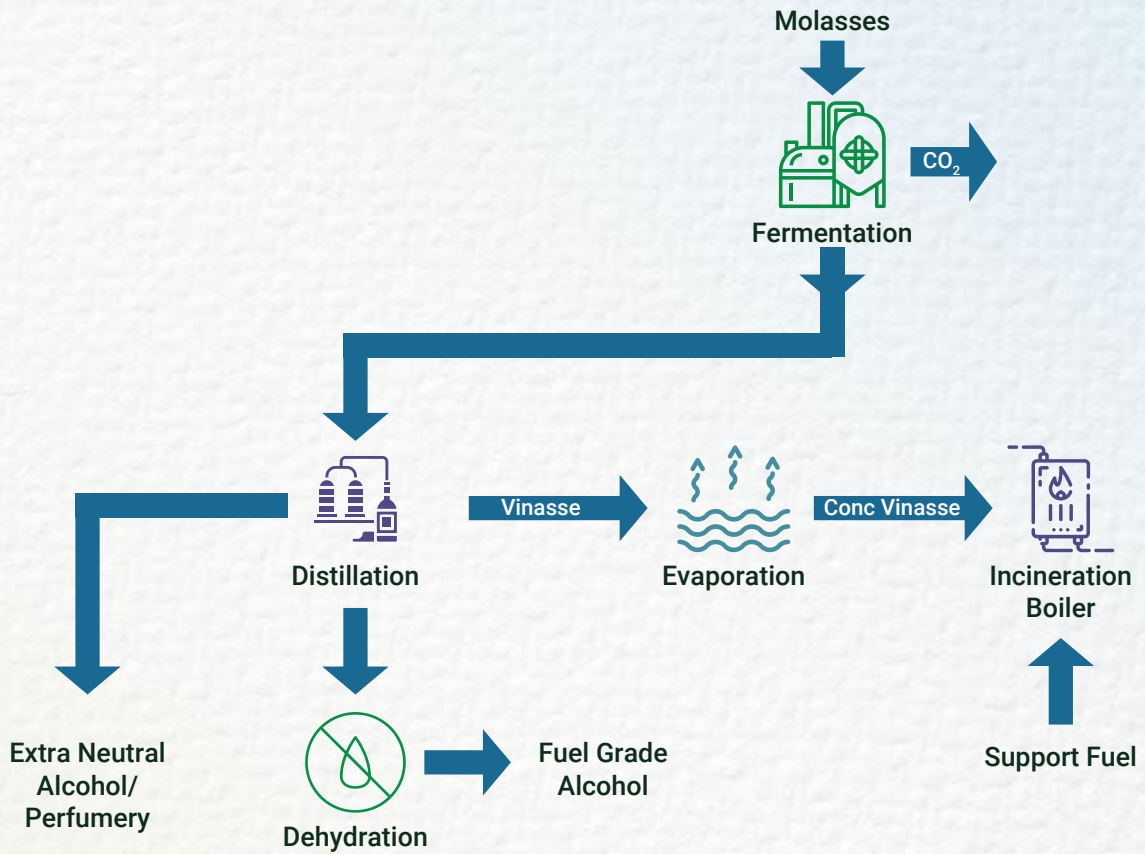 Molasses
CO₂
Fermentation
Vinasse
Conc Vinasse
Distillation
Evaporation
Incineration
Boiler
Extra Neutral
Alcohol/
Perfumery
Fuel Grade
Alcohol
Support Fuel
Dehydration